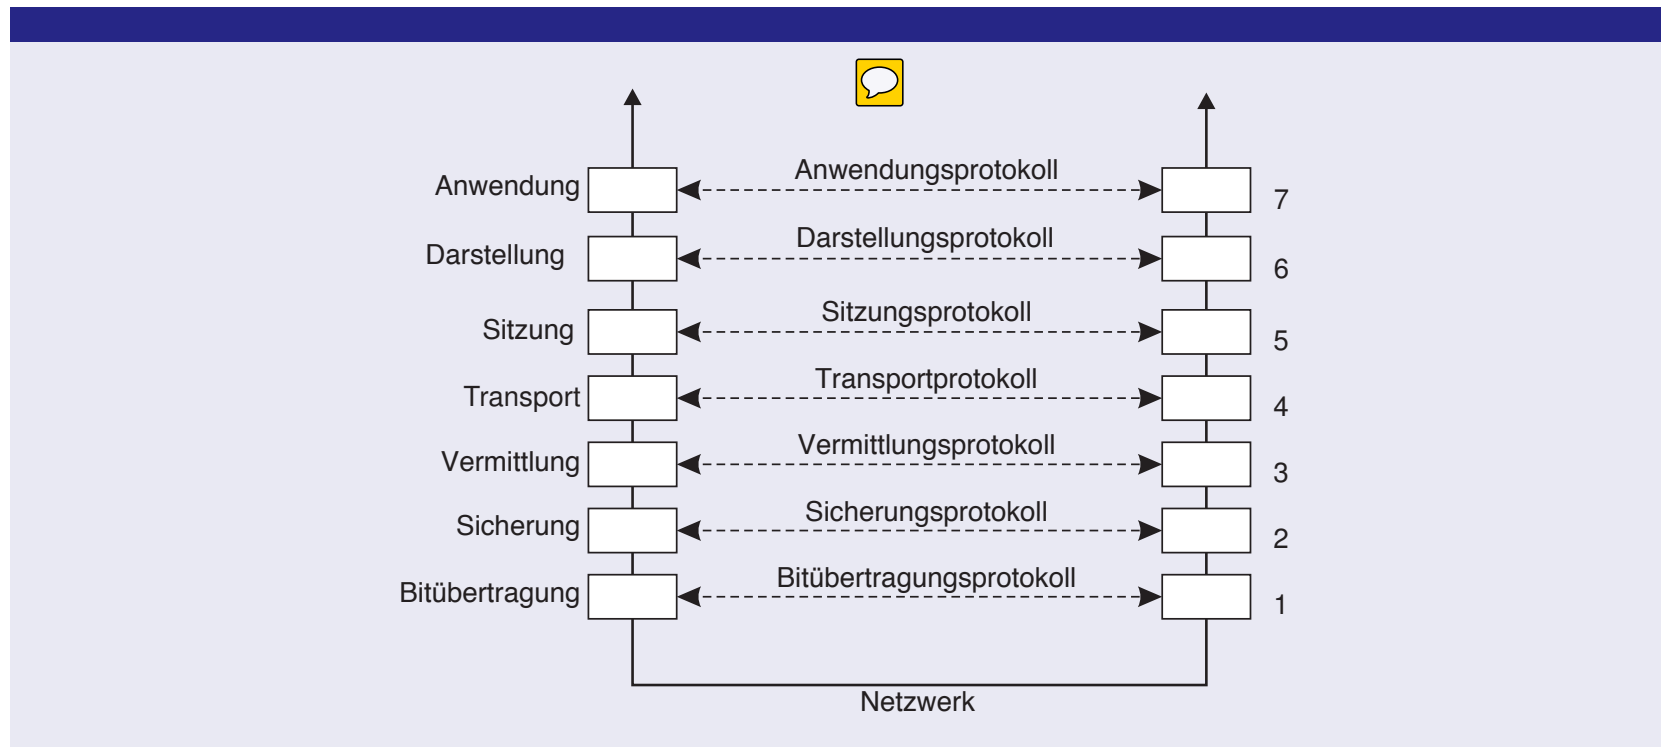 Anwendungsprotokoll
Anwendung
7
Darstellungsprotokoll
Darstellung
6
Sitzungsprotokoll
Sitzung
5
Transportprotokoll
Transport
4
Vermittlungsprotokoll
Vermittlung
3
Sicherungsprotokoll
Sicherung
2
Bitübertragungsprotokoll
Bitübertragung
1
Netzwerk